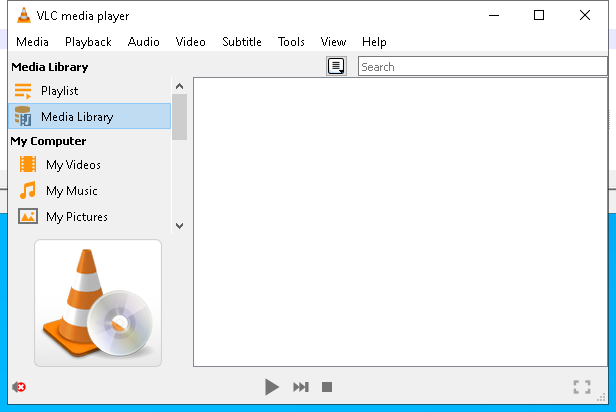 VLC media player
Media Playback Audio Video Subtitle Tools View Help
Media Library
Search
Playlist
Media Library
My Computer
My Videos
My Music
My Pictures